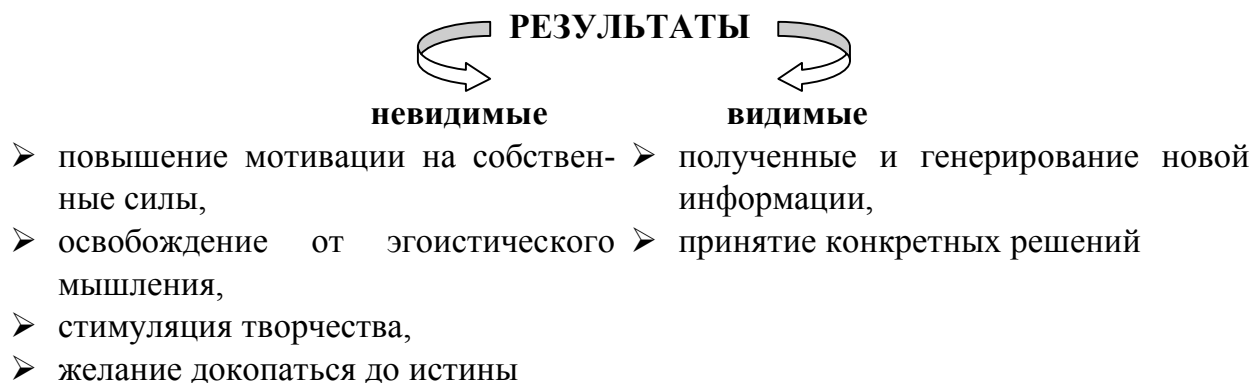 РЕЗУЛЬТАТЫ
невидимые
➢ повышение мотивации на собствен-
ные силы,
➢ освобождение от эгоистического
мышления,
➢ стимуляция творчества,
➢ желание докопаться до истины
видимые
➢ полученные и генерирование новой
информации,
➢ принятие конкретных решений